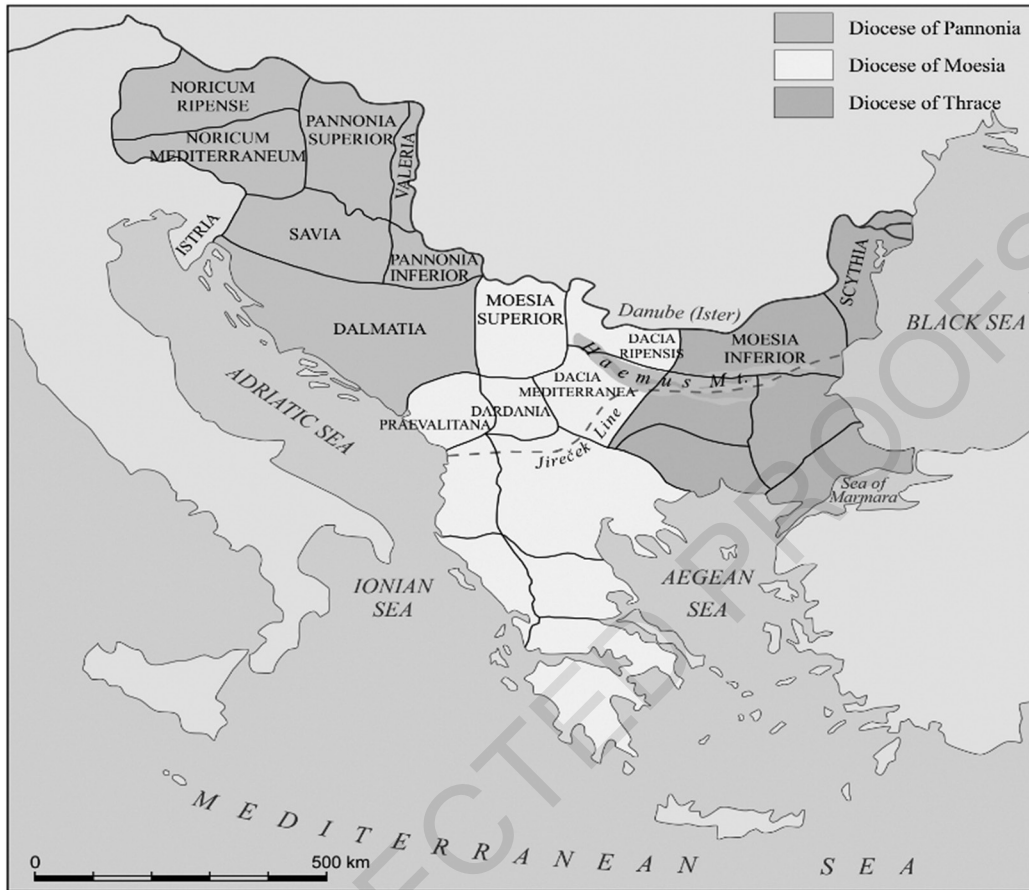 Diocese of Pannonia
Diocese of Moesia
Diocese of Thrace
NORICUM
RIPENSE
NORICUM
MEDITERRANEUM
PANNONIA
SUPERIOR
VALERIA
ISTRIA
SAVIA
PANNONIA
INFERIOR
SCYTHIA
MOESIA
SUPERIOR
Danube (Ister)
BLACK SEA
DALMATIA
DACIA
RIPENSIS
MOESIA
INFERIOR
Haemus Mt.
ADRIATIC SEA
DACIA
MEDITERRANEA
PRAEVALITANA
DARDANIA
Jireček Line
Sea of
Marmara
IONIAN
SEA
AEGEAN
SEA
MEDITERRANEAN SEA
0 500 km
CTED PROOFS